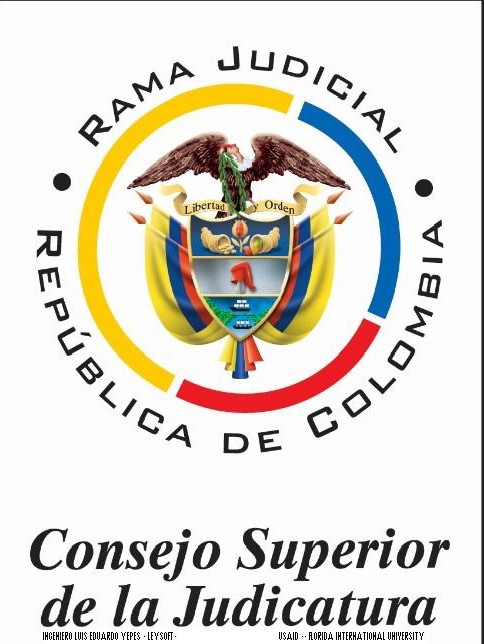 RAMA JUDICIAL
Libertad y Orden
REPÚBLICA DE COLOMBIA
Consejo Superior
de la Judicatura
INGENIERO LUIS EDUARDO YEPES - LEYSOFT- USAID -- FLORIDA INTERNATIONAL UNIVERSITY